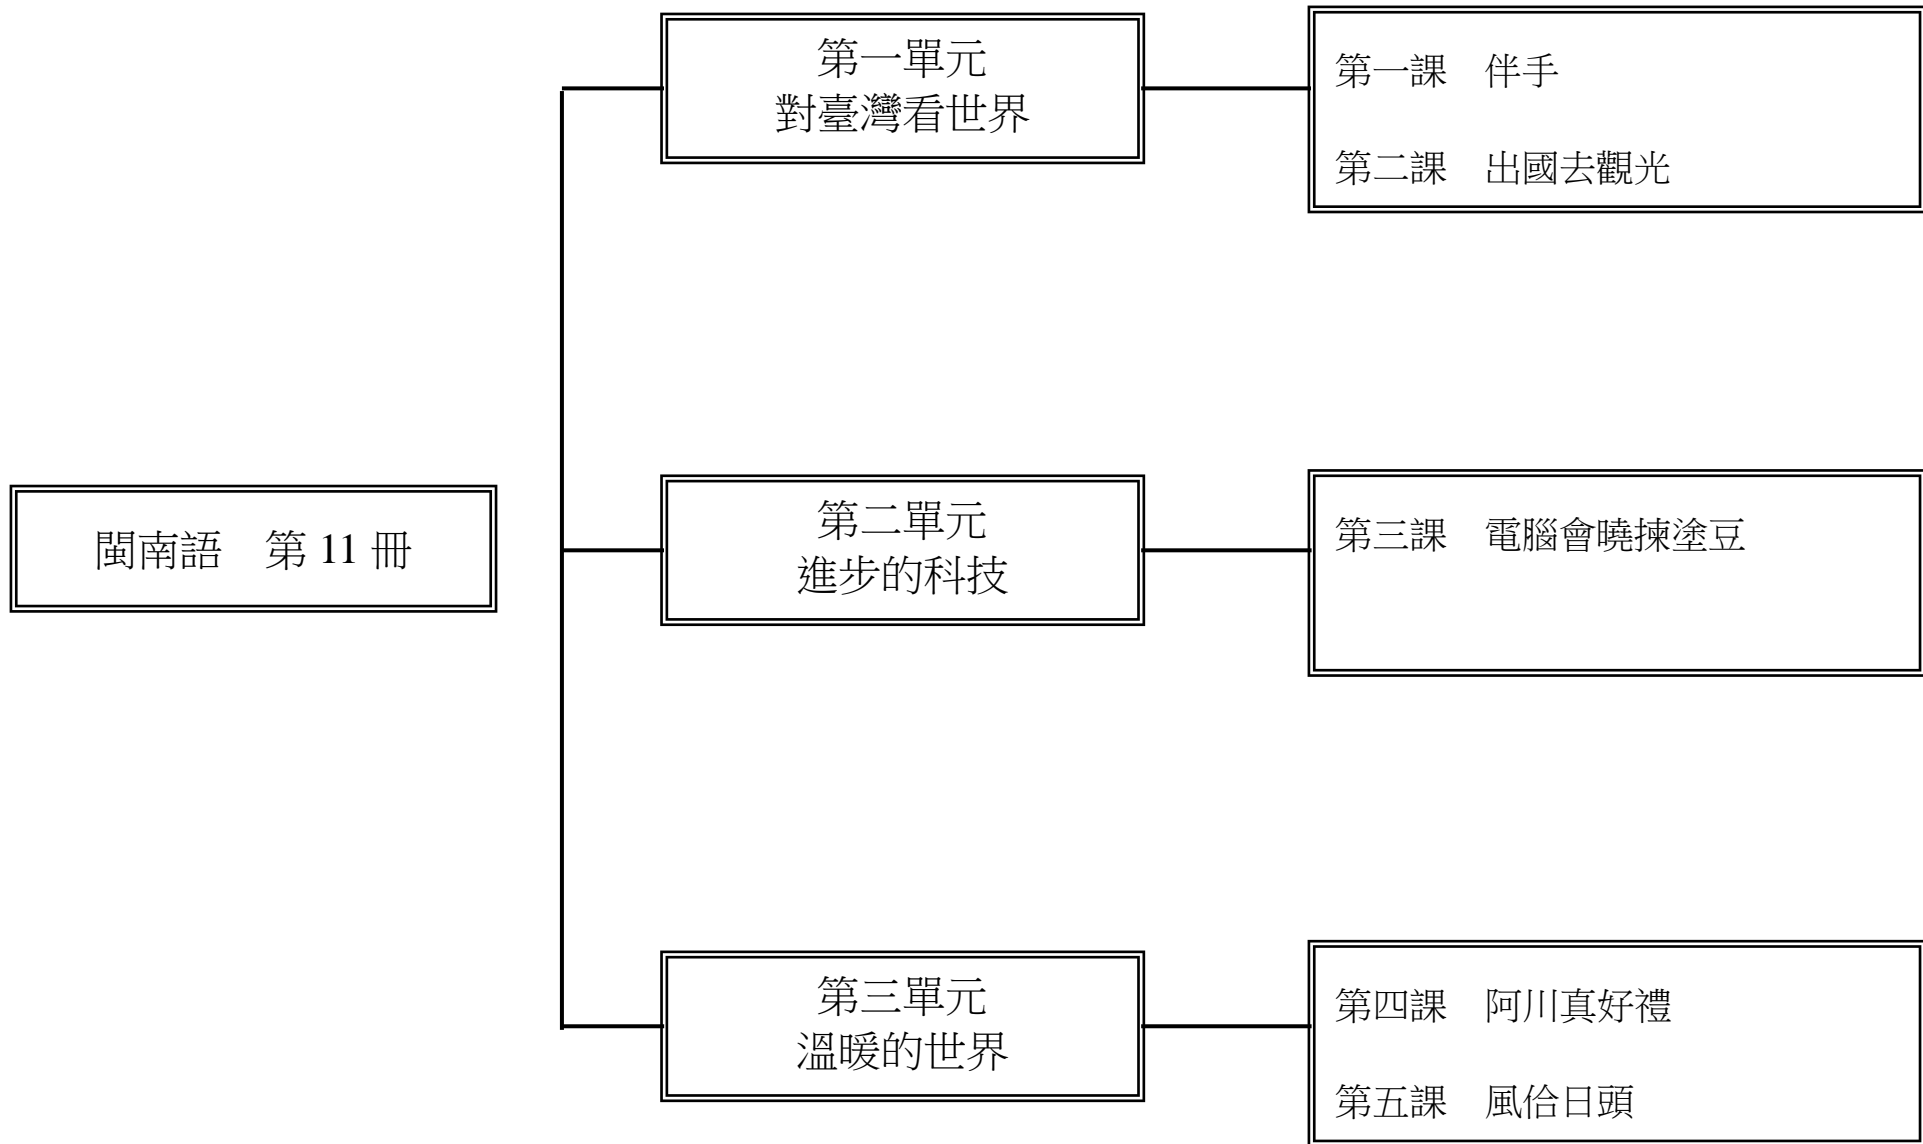 閩南語　第 11 冊
第一單元
對臺灣看世界
第一課　伴手
第二課　出國去觀光
第二單元
進步的科技
第三課　電腦會曉揀塗豆
第三單元
溫暖的世界
第四課　阿川真好禮
第五課　風佮日頭